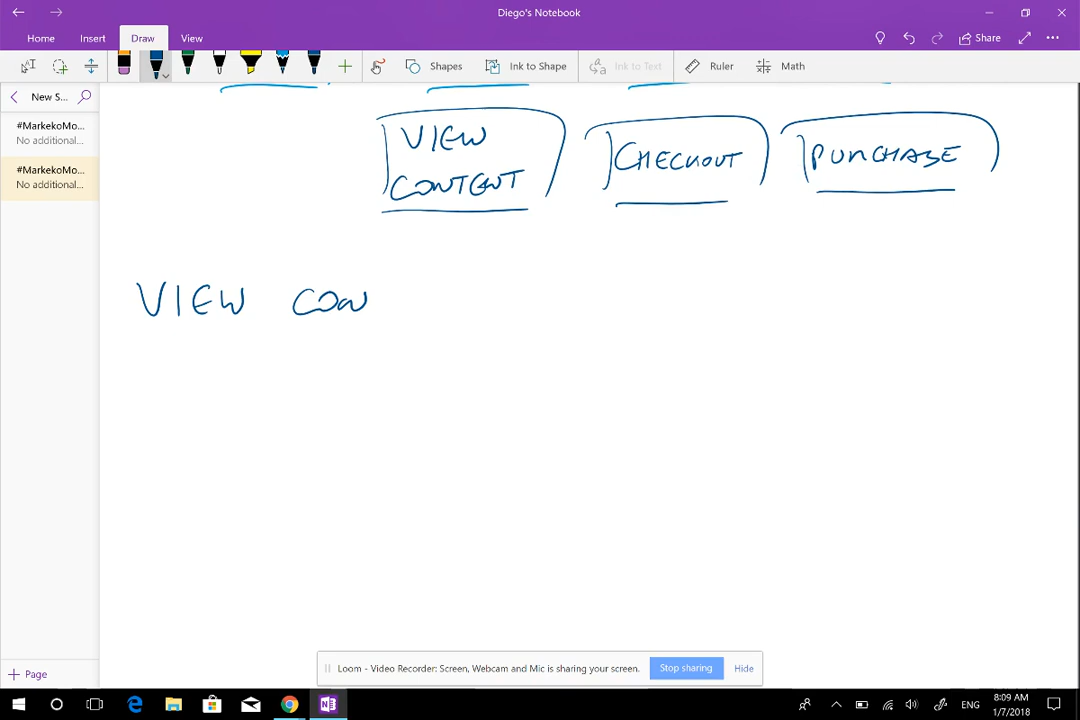 Diego's Notebook
Home Insert Draw View
Share
Shapes Ink to Shape Ink to Text Ruler Math
New S...
#MarkekoMo...
No additional...
#MarkekoMo...
No additional...
VIEW
CONTENT
CHECKOUT
PURCHASE
VIEW CON
Loom - Video Recorder: Screen, Webcam and Mic is sharing your screen. Stop sharing Hide
Page
ENG
8:09 AM
1/7/2018